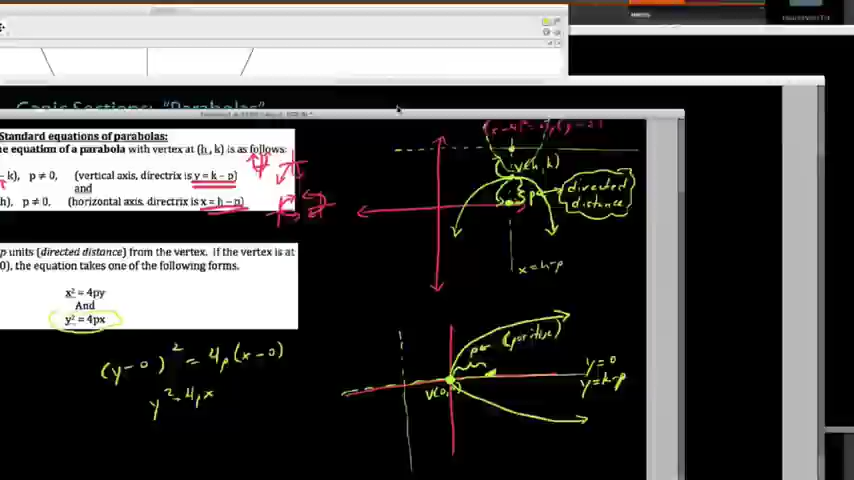 Conic Sections: "Parabolas"
Standard equations of parabolas:
he equation of a parabola with vertex at (h, k) is as follows:
– k), p ≠ 0, (vertical axis, directrix is y = k – p)
and
h), p ≠ 0, (horizontal axis, directrix is x = h – p)
p units (directed distance) from the vertex. If the vertex is at
0), the equation takes one of the following forms.
x² = 4py
And
y² = 4px
(y-0)² = 4p(x-0)
y² = 4px
V(h,k)
p
directed
distance
x = h-p
(positive)
y=0
y=k-p